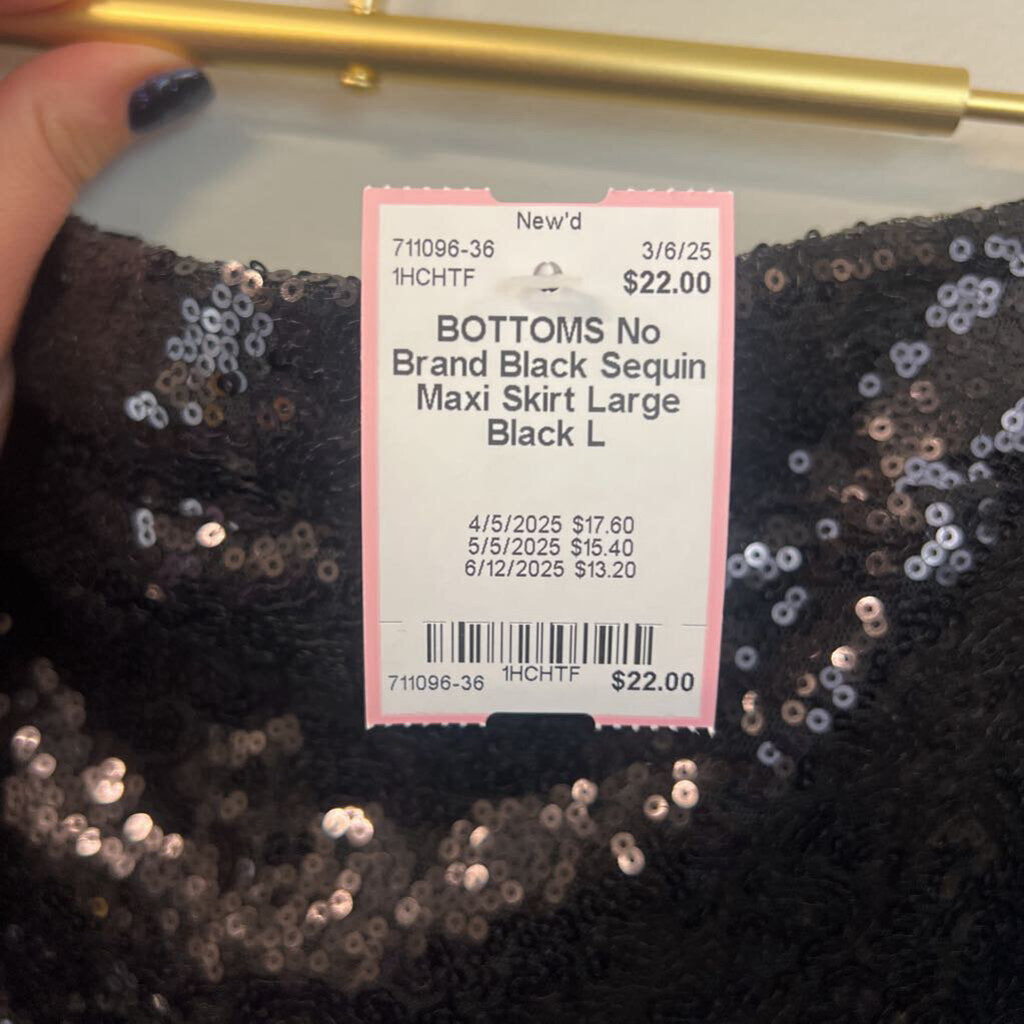 New'd
711096-36 3/6/25
1HCHTF $22.00
BOTTOMS No
Brand Black Sequin
Maxi Skirt Large
Black L
4/5/2025 $17.60
5/5/2025 $15.40
6/12/2025 $13.20
711096-36 1HCHTF $22.00